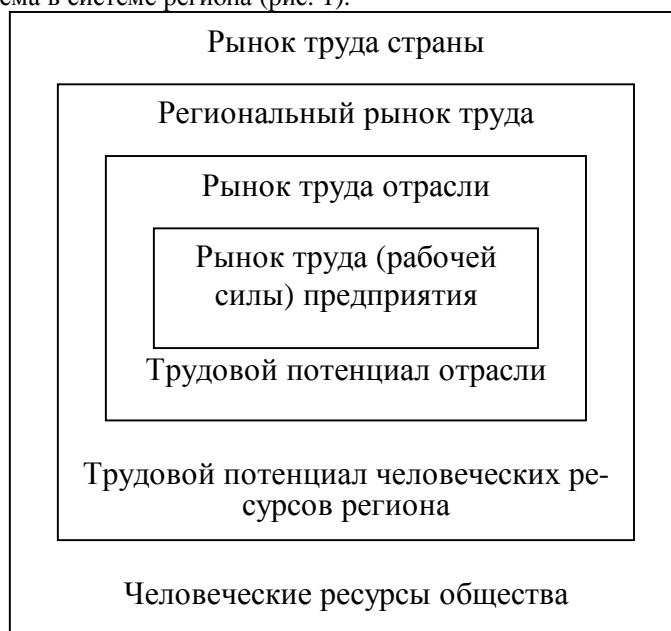 ема в системе региона (рис. 1).
Рынок труда страны
Региональный рынок труда
Рынок труда отрасли
Рынок труда (рабочей
силы) предприятия
Трудовой потенциал отрасли
Трудовой потенциал человеческих ре-
сурсов региона
Человеческие ресурсы общества